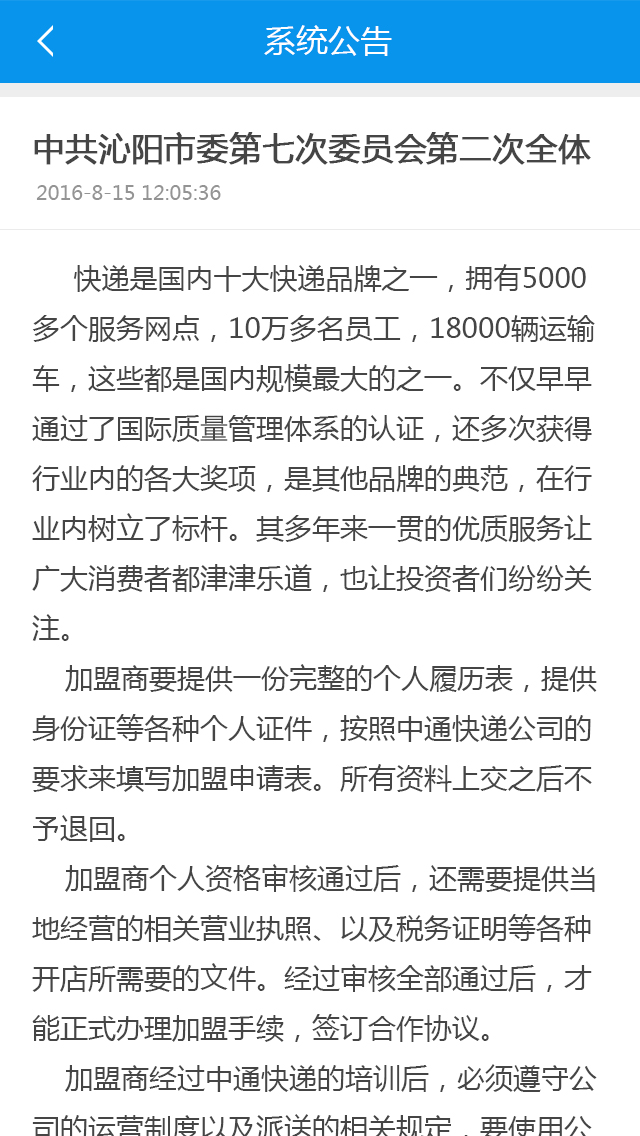 系统公告
中共沁阳市委第七次委员会第二次全体
2016-8-15 12:05:36
快递是国内十大快递品牌之一，拥有5000
多个服务网点，10万多名员工，18000辆运输
车，这些都是国内规模最大的之一。不仅早早
通过了国际质量管理体系的认证，还多次获得
行业内的各大奖项，是其他品牌的典范，在行
业内树立了标杆。其多年来一贯的优质服务让
广大消费者都津津乐道，也让投资者们纷纷关
注。
加盟商要提供一份完整的个人履历表，提供
身份证等各种个人证件，按照中通快递公司的
要求来填写加盟申请表。所有资料上交之后不
予退回。
加盟商个人资格审核通过后，还需要提供当
地经营的相关营业执照、以及税务证明等各种
开店所需要的文件。经过审核全部通过后，才
能正式办理加盟手续，签订合作协议。
加盟商经过中通快递的培训后，必须遵守公
司的运营制度以及派送的相关规定，要使用公